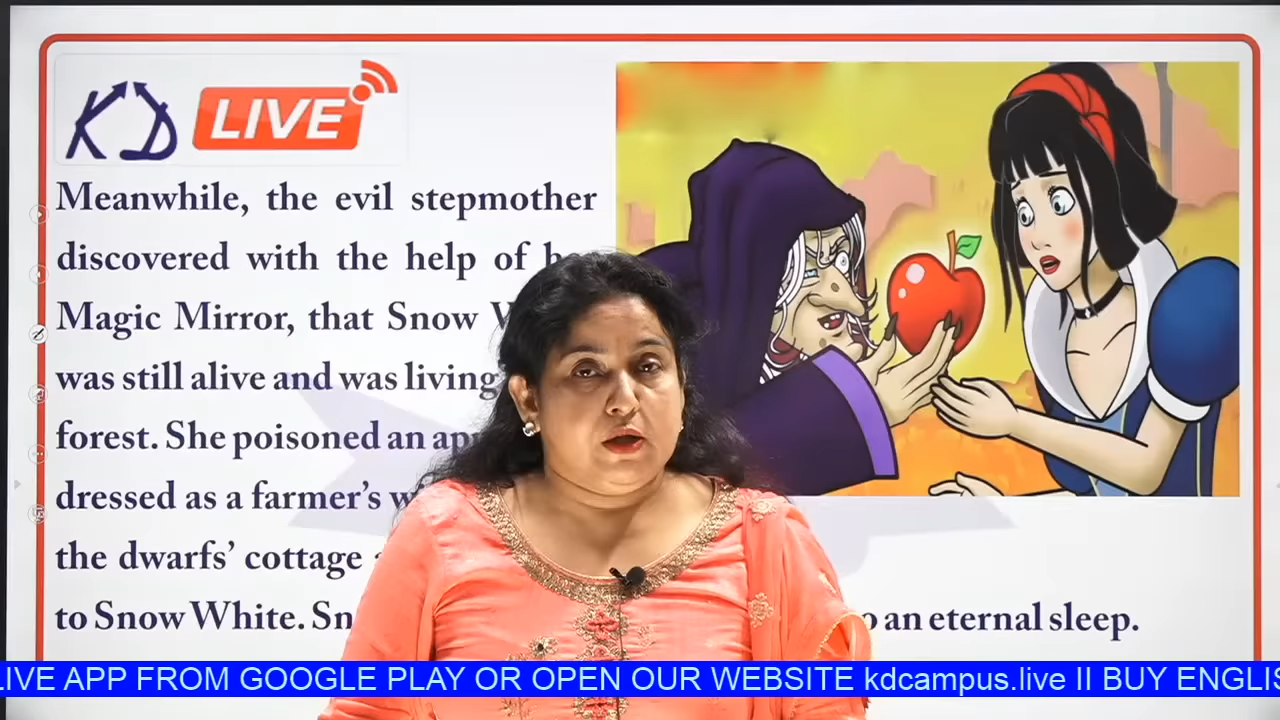 KD LIVE
Meanwhile, the evil stepmother
discovered with the help of
Magic Mirror, that Snow
was still alive and was living
forest. She poisoned an
dressed as a farmer's
the dwarfs' cottage
to Snow White. an eternal sleep.
LIVE APP FROM GOOGLE PLAY OR OPEN OUR WEBSITE kdcampus.live II BUY